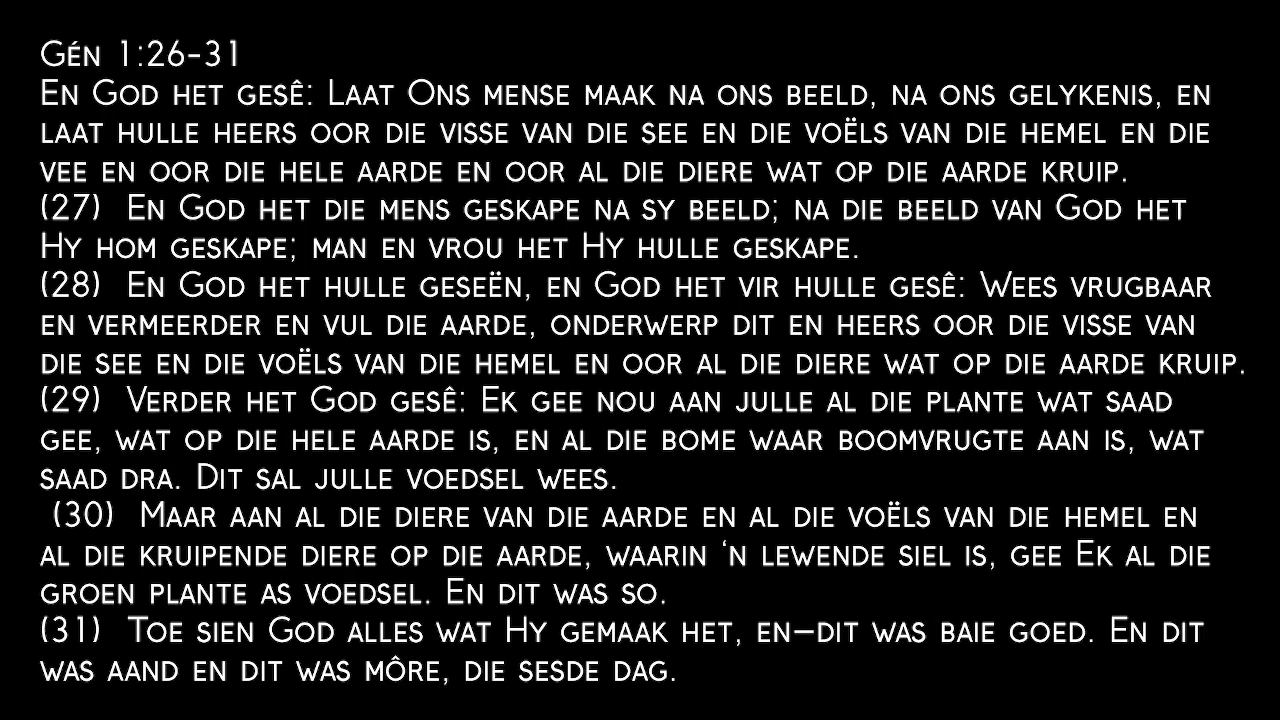 Gén 1:26-31
En God het gesê: Laat Ons mense maak na ons beeld, na ons gelykenis, en
laat hulle heers oor die visse van die see en die voëls van die hemel en die
vee en oor die hele aarde en oor al die diere wat op die aarde kruip.
(27) En God het die mens geskape na sy beeld; na die beeld van God het
Hy hom geskape; man en vrou het Hy hulle geskape.
(28) En God het hulle geseën, en God het vir hulle gesê: Wees vrugbaar
en vermeerder en vul die aarde, onderwerp dit en heers oor die visse van
die see en die voëls van die hemel en oor al die diere wat op die aarde kruip.
(29) Verder het God gesê: Ek gee nou aan julle al die plante wat saad
gee, wat op die hele aarde is, en al die bome waar boomvrugte aan is, wat
saad dra. Dit sal julle voedsel wees.
(30) Maar aan al die diere van die aarde en al die voëls van die hemel en
al die kruipende diere op die aarde, waarin ‘n lewende siel is, gee Ek al die
groen plante as voedsel. En dit was so.
(31) Toe sien God alles wat Hy gemaak het, en—dit was baie goed. En dit
was aand en dit was môre, die sesde dag.